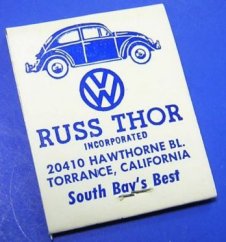 VW
RUSS THOR
INCORPORATED
20410 HAWTHORNE BL.
TORRANCE, CALIFORNIA
South Bay's Best